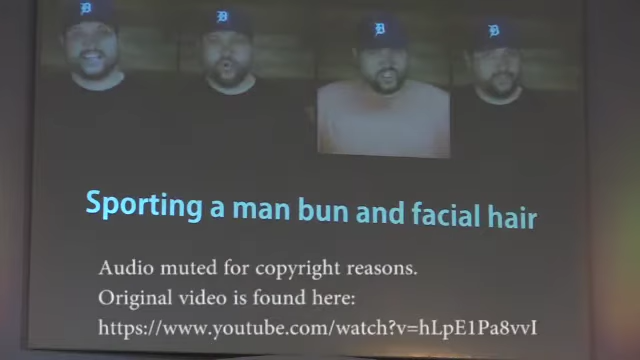 Sporting a man bun and facial hair
Audio muted for copyright reasons.
Original video is found here:
https://www.youtube.com/watch?v=hLpE1Pa8vvI